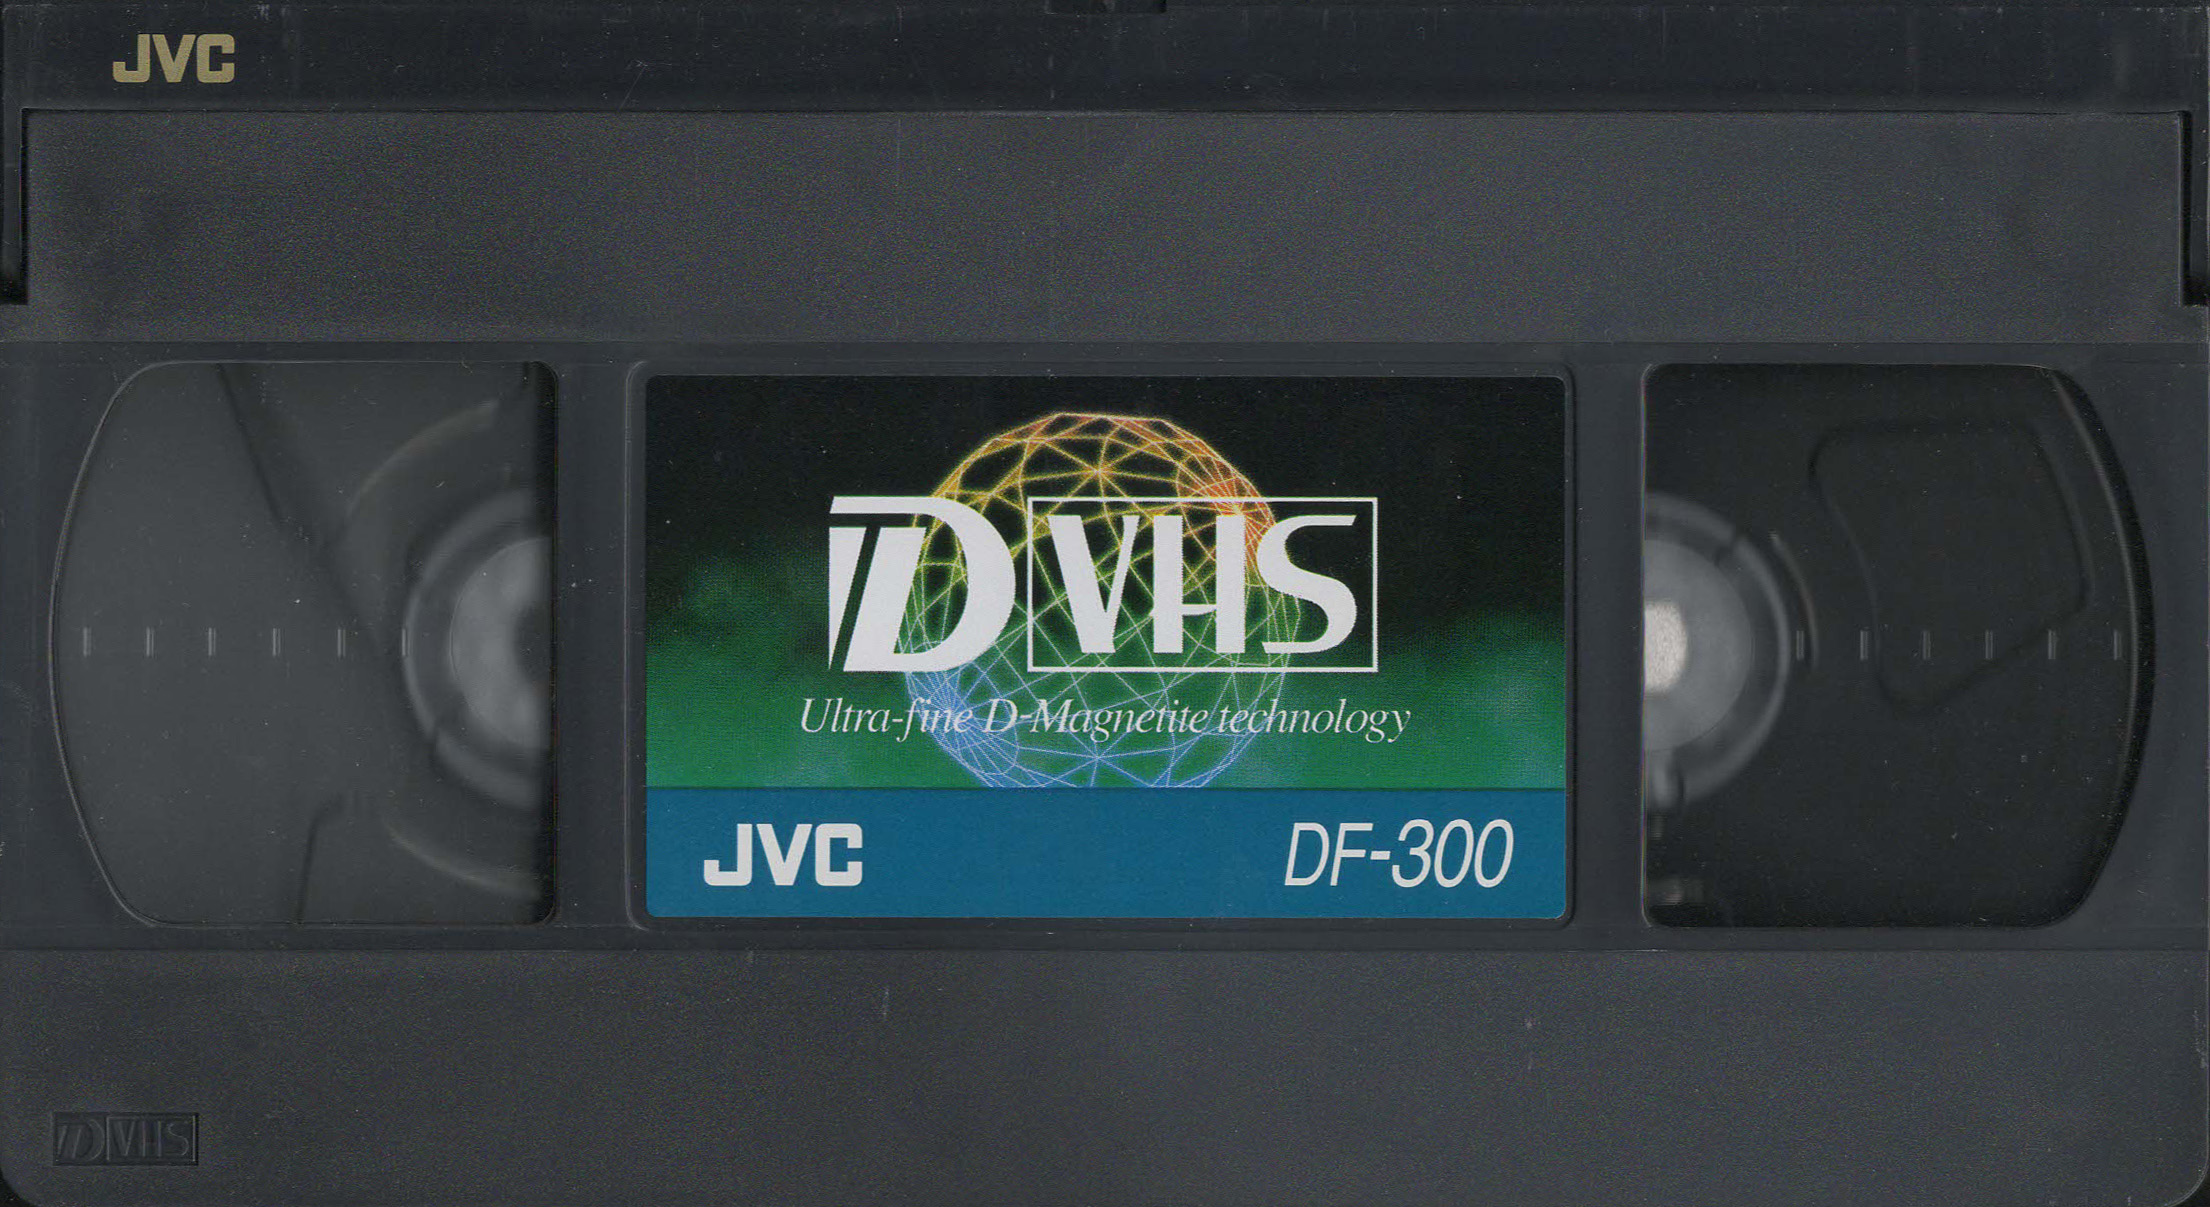 JVC
D VHS
Ultra-fine D-Magnetite technology
JVC DF-300
D VHS